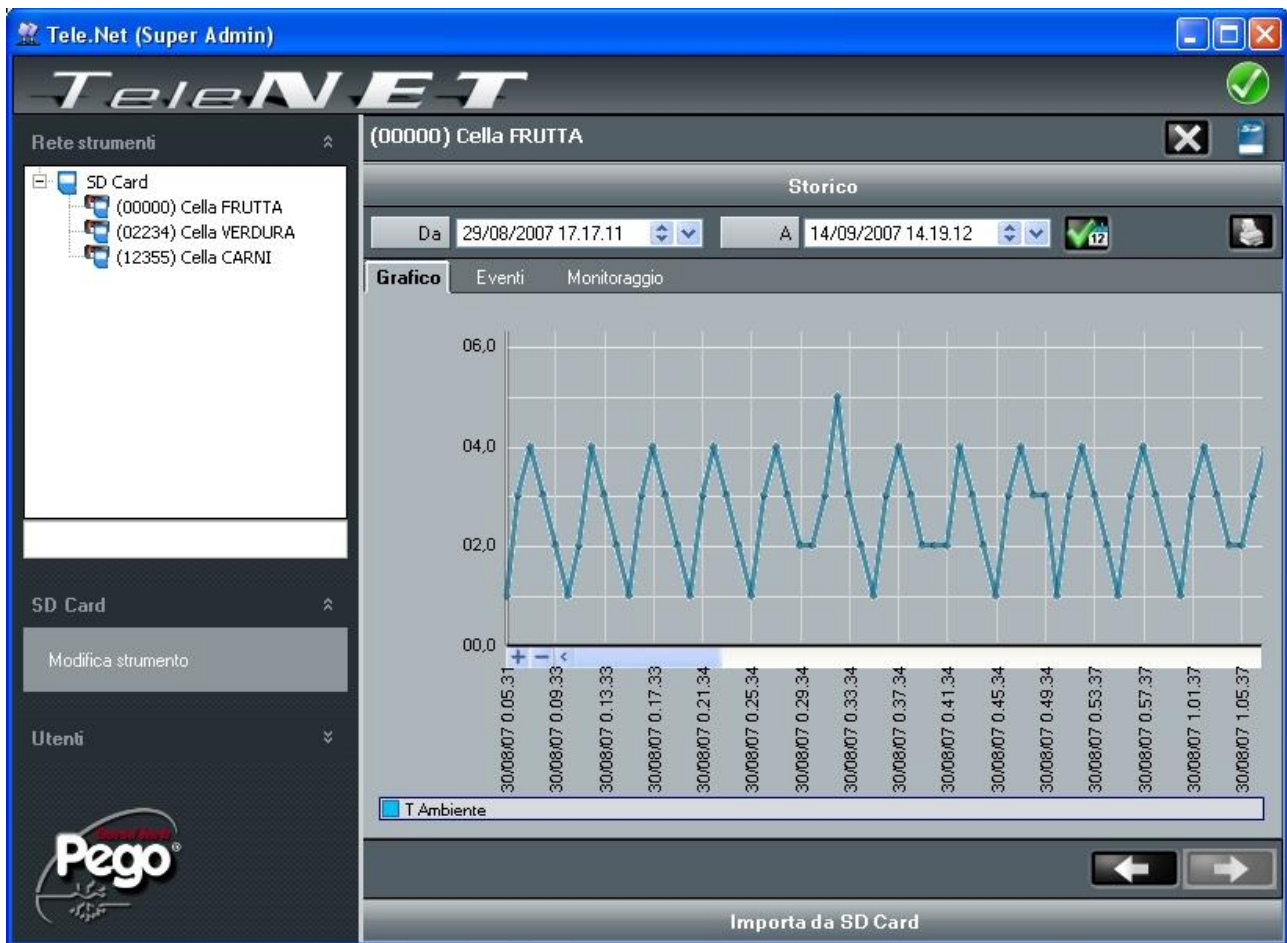 Tele.Net (Super Admin)
TeleNET
Rete strumenti
SD Card
(00000) Cella FRUTTA
(02234) Cella VERDURA
(12355) Cella CARNI
SD Card
Modifica strumento
Utenti
Pego®
(00000) Cella FRUTTA
Storico
Da 29/08/2007 17.17.11 A 14/09/2007 14.19.12 12
Grafico Eventi Monitoraggio
06,0
04,0
02,0
00,0
30/08/07 0.05.31
30/08/07 0.09.33
30/08/07 0.13.33
30/08/07 0.17.33
30/08/07 0.21.34
30/08/07 0.25.34
30/08/07 0.29.34
30/08/07 0.33.34
30/08/07 0.37.34
30/08/07 0.41.34
30/08/07 0.45.34
30/08/07 0.49.34
30/08/07 0.53.37
30/08/07 0.57.37
30/08/07 1.01.37
30/08/07 1.05.37
T Ambiente
Importa da SD Card